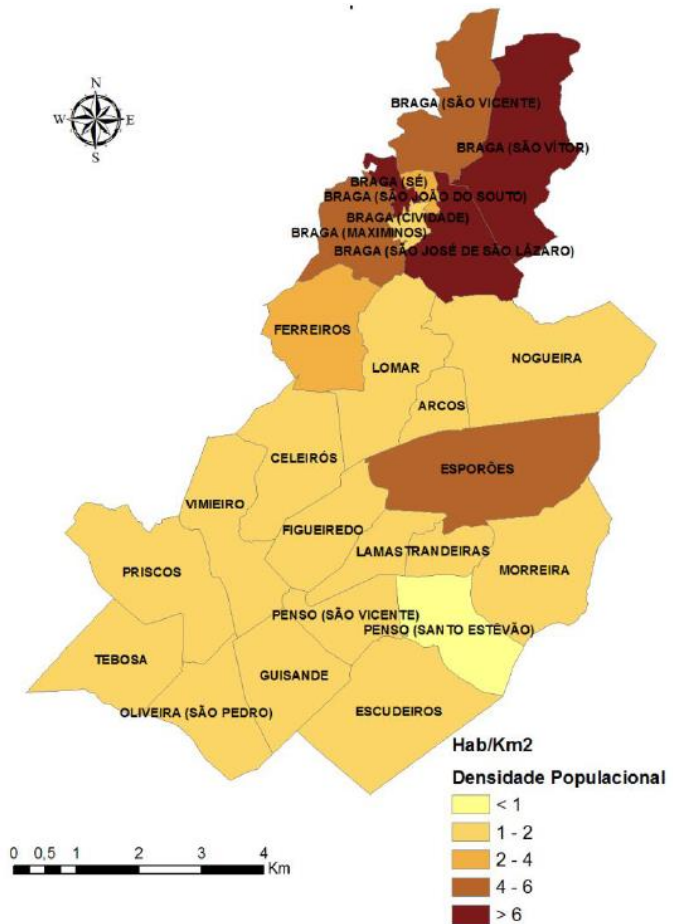 N
W E
S
BRAGA (SÃO VICENTE)
BRAGA (SÃO VÍTOR)
BRAGA (SÉ)
BRAGA (SÃO JOÃO DO SOUTO)
BRAGA (CIVIDADE)
BRAGA (MAXIMINOS)
BRAGA (SÃO JOSÉ DE SÃO LÁZARO)
FERREIROS
NOGUEIRA
LOMAR
ARCOS
CELEIRÓS
ESPORÕES
VIMIEIRO
FIGUEIREDO
LAMAS
TRANDEIRAS
PRISCOS
MORREIRA
PENSO (SÃO VICENTE)
PENSO (SANTO ESTÊVÃO)
TEBOSA
GUISANDE
OLIVEIRA (SÃO PEDRO)
ESCUDEIROS
Hab/Km2
Densidade Populacional
< 1
1 - 2
2 - 4
4 - 6
> 6
0 0,5 1 2 3 4
Km